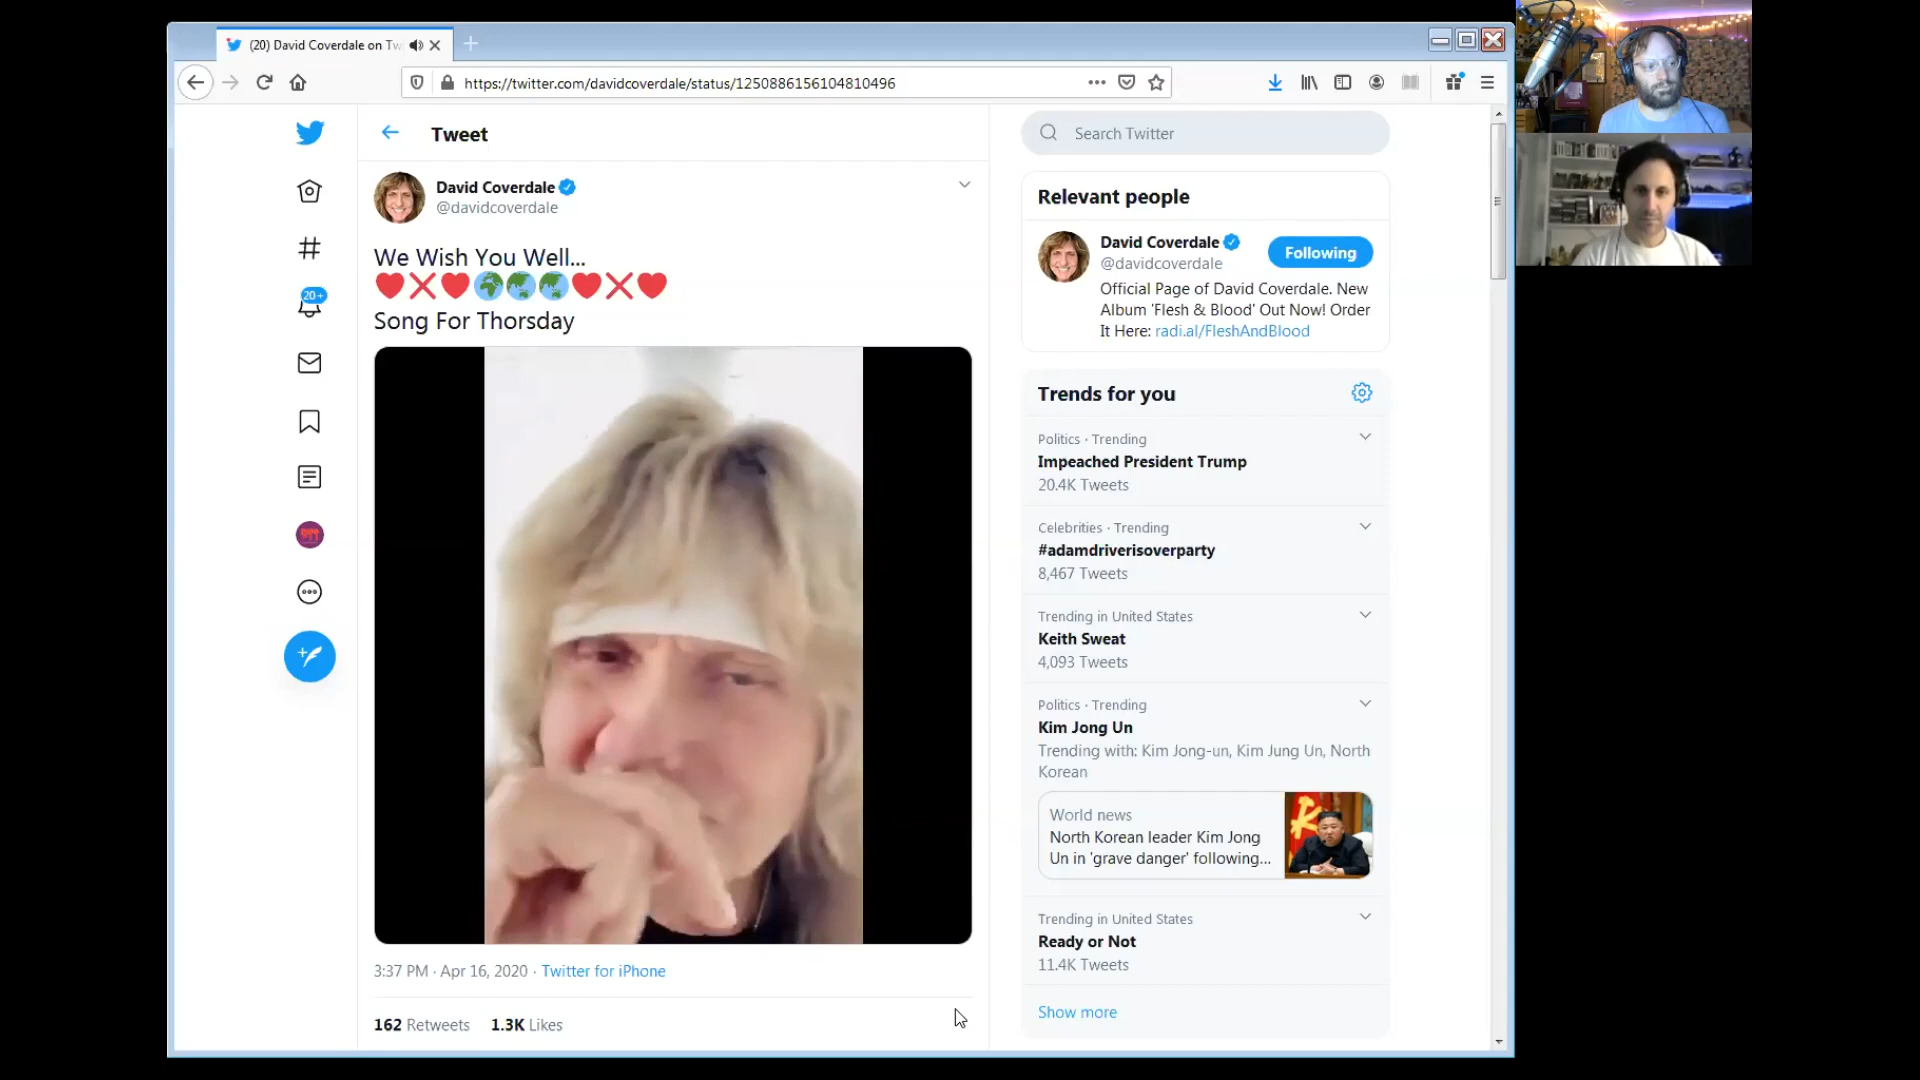 (20) David Coverdale on Tw
https://twitter.com/davidcoverdale/status/1250886156104810496
Tweet
Search Twitter
David Coverdale
@davidcoverdale
We Wish You Well...
❤️❌❤️🌍🌏🌏❤️❌❤️
Song For Thorsday
3:37 PM · Apr 16, 2020 · Twitter for iPhone
162 Retweets 1.3K Likes
20+
Relevant people
David Coverdale
@davidcoverdale
Following
Official Page of David Coverdale. New
Album 'Flesh & Blood' Out Now! Order
It Here: radi.al/FleshAndBlood
Trends for you
Politics · Trending
Impeached President Trump
20.4K Tweets
Celebrities · Trending
#adamdriverisoverparty
8,467 Tweets
Trending in United States
Keith Sweat
4,093 Tweets
Politics · Trending
Kim Jong Un
Trending with: Kim Jong-un, Kim Jung Un, North
Korean
World news
North Korean leader Kim Jong
Un in 'grave danger' following...
Trending in United States
Ready or Not
11.4K Tweets
Show more